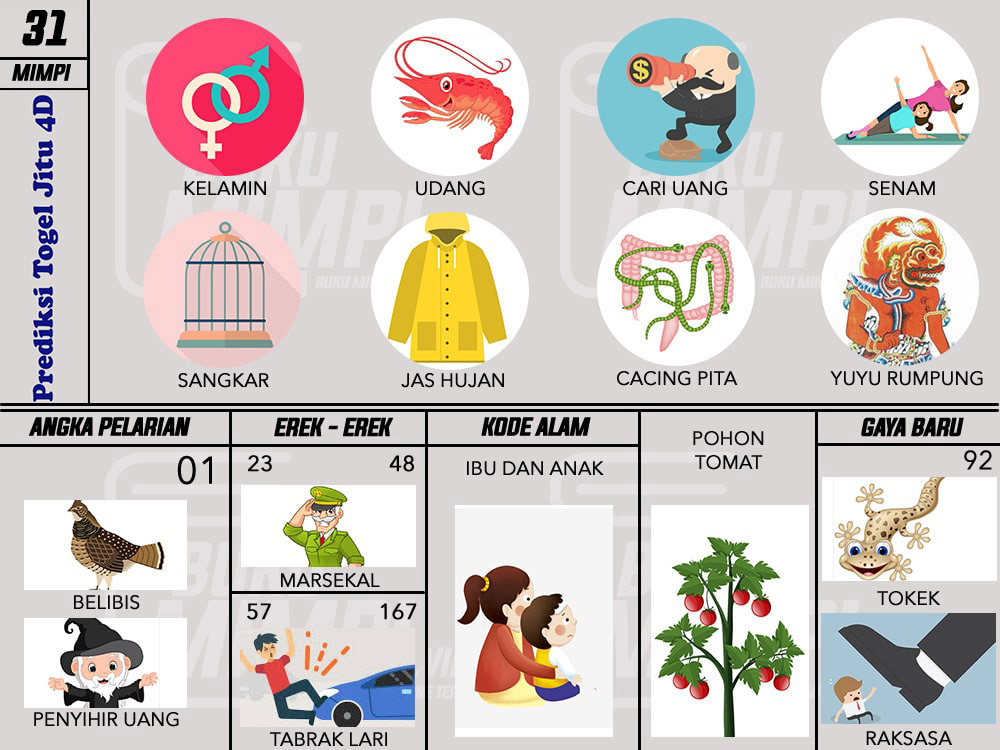 31
MIMPI
Prediksi Togel Jitu 4D
KELAMIN
UDANG
CARI UANG
SENAM
SANGKAR
JAS HUJAN
CACING PITA
YUYU RUMPUNG
ANGKA PELARIAN
01
BELIBIS
PENYIHIR UANG
EREK - EREK
23 48
MARSEKAL
57 167
TABRAK LARI
KODE ALAM
IBU DAN ANAK
POHON
TOMAT
GAYA BARU
92
TOKEK
RAKSASA
$
BUKU
MIMPI